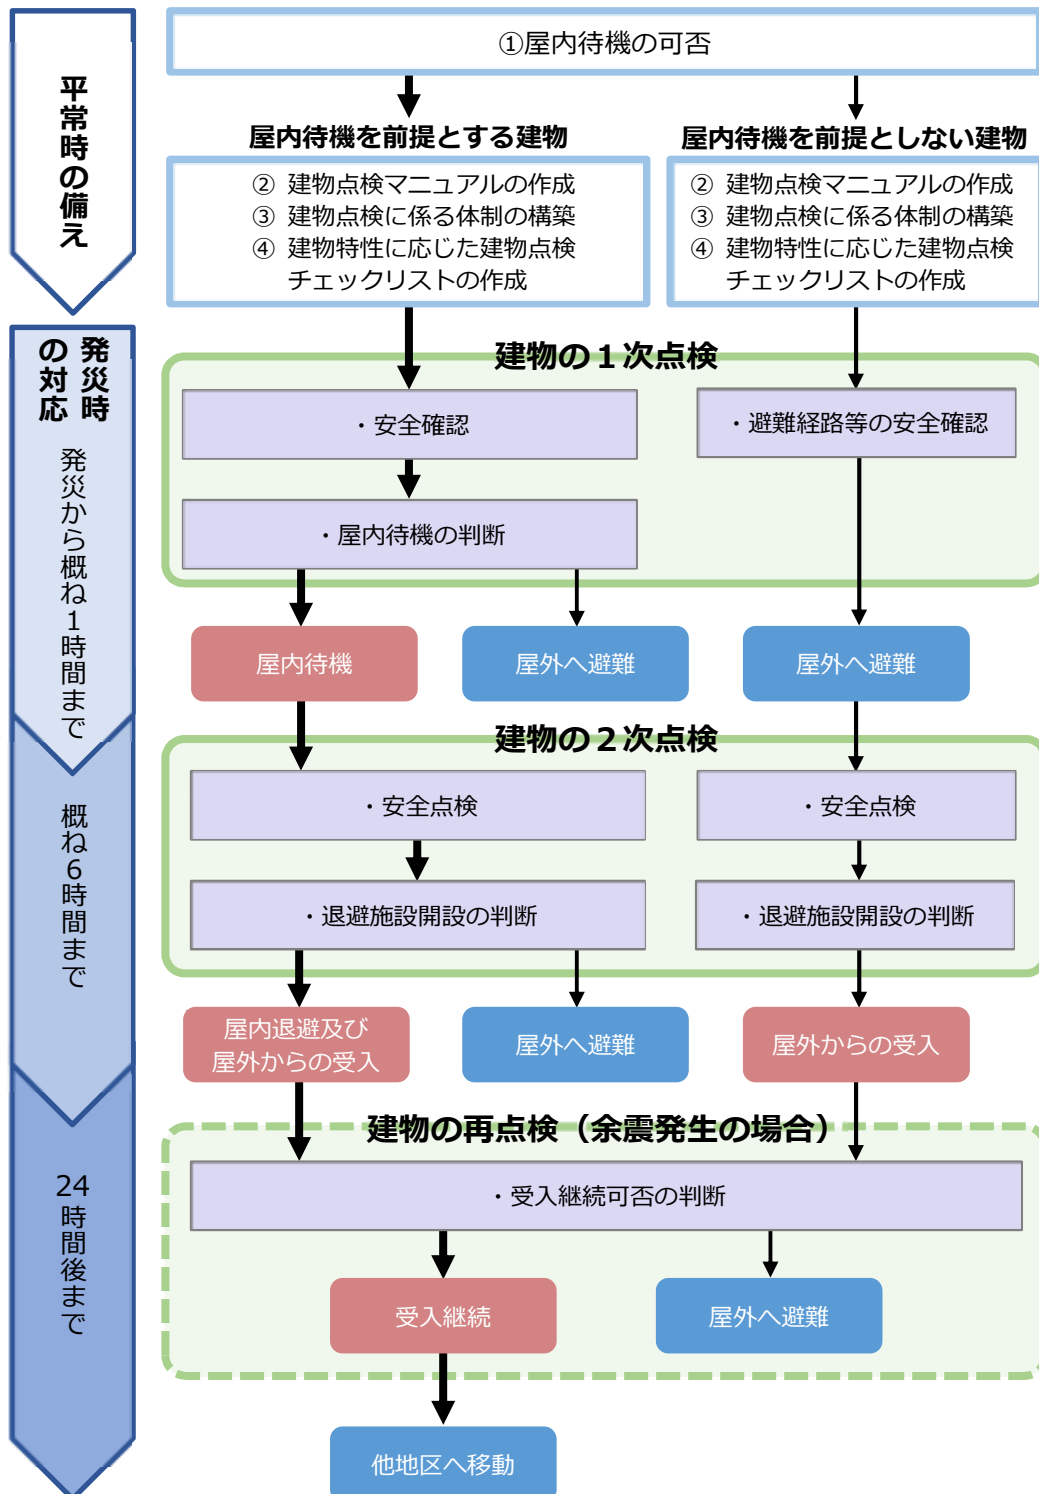 平常時の備え
①屋内待機の可否
屋内待機を前提とする建物
屋内待機を前提としない建物
② 建物点検マニュアルの作成
③ 建物点検に係る体制の構築
④ 建物特性に応じた建物点検
チェックリストの作成
② 建物点検マニュアルの作成
③ 建物点検に係る体制の構築
④ 建物特性に応じた建物点検
チェックリストの作成
発災時
の対応
発災から概ね1時間まで
建物の１次点検
・安全確認
・避難経路等の安全確認
・屋内待機の判断
屋内待機
屋外へ避難
屋外へ避難
概ね6時間まで
建物の２次点検
・安全点検
・安全点検
・退避施設開設の判断
・退避施設開設の判断
屋内退避及び
屋外からの受入
屋外へ避難
屋外からの受入
24時間後まで
建物の再点検（余震発生の場合）
・受入継続可否の判断
受入継続
屋外へ避難
他地区へ移動